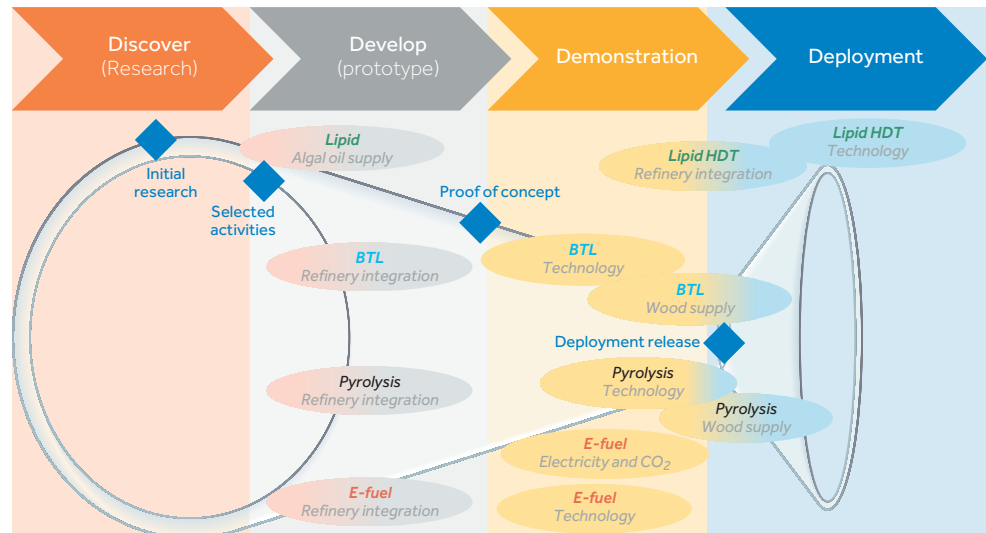 Discover
(Research)
Develop
(prototype)
Demonstration
Deployment
Lipid
Algal oil supply
Lipid HDT
Technology
Lipid HDT
Refinery integration
Initial
research
Selected
activities
Proof of concept
BTL
Refinery integration
BTL
Technology
BTL
Wood supply
Deployment release
Pyrolysis
Refinery integration
Pyrolysis
Technology
Pyrolysis
Wood supply
E-fuel
Electricity and CO₂
E-fuel
Refinery integration
E-fuel
Technology